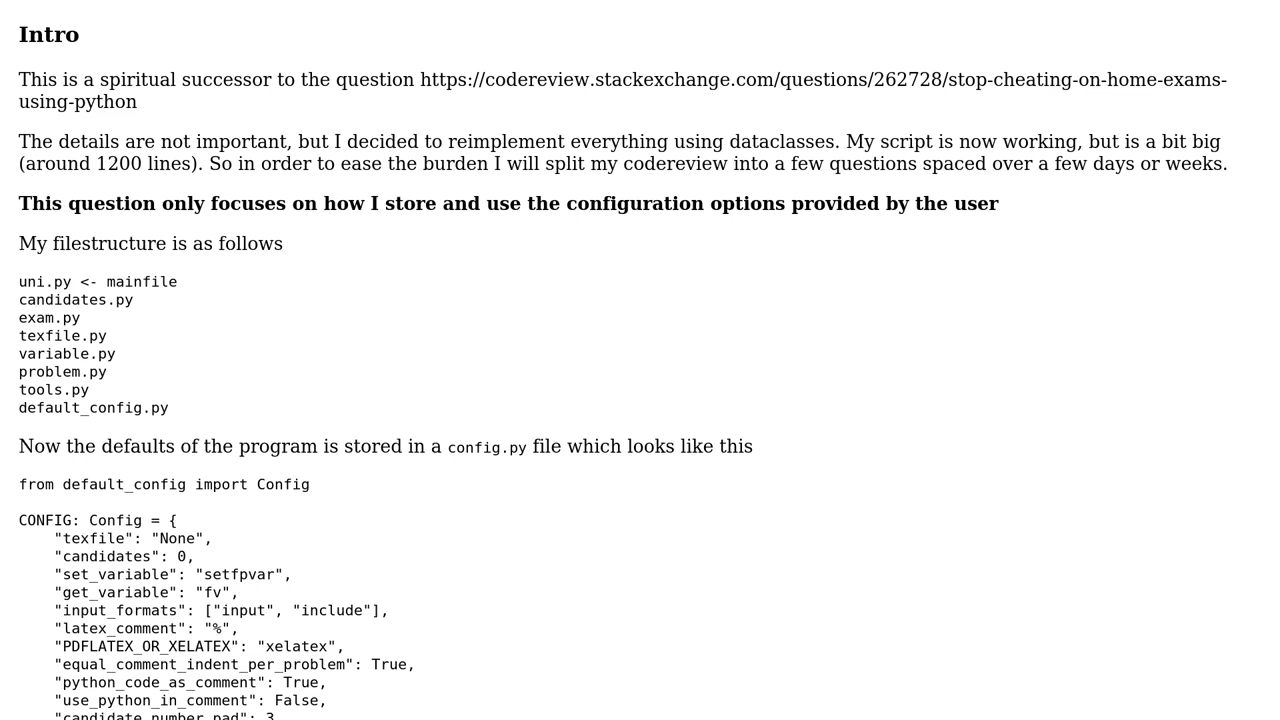 Intro
This is a spiritual successor to the question https://codereview.stackexchange.com/questions/262728/stop-cheating-on-home-exams-
using-python
The details are not important, but I decided to reimplement everything using dataclasses. My script is now working, but is a bit big
(around 1200 lines). So in order to ease the burden I will split my codereview into a few questions spaced over a few days or weeks.
This question only focuses on how I store and use the configuration options provided by the user
My filestructure is as follows
uni.py <- mainfile
candidates.py
exam.py
texfile.py
variable.py
problem.py
tools.py
default_config.py
Now the defaults of the program is stored in a config.py file which looks like this
from default_config import Config
CONFIG: Config = {
    "texfile": "None",
    "candidates": 0,
    "set_variable": "setfpvar",
    "get_variable": "fv",
    "input_formats": ["input", "include"],
    "latex_comment": "%",
    "PDFLATEX_OR_XELATEX": "xelatex",
    "equal_comment_indent_per_problem": True,
    "python_code_as_comment": True,
    "use_python_in_comment": False,
    "candidate_number_pad": 3,